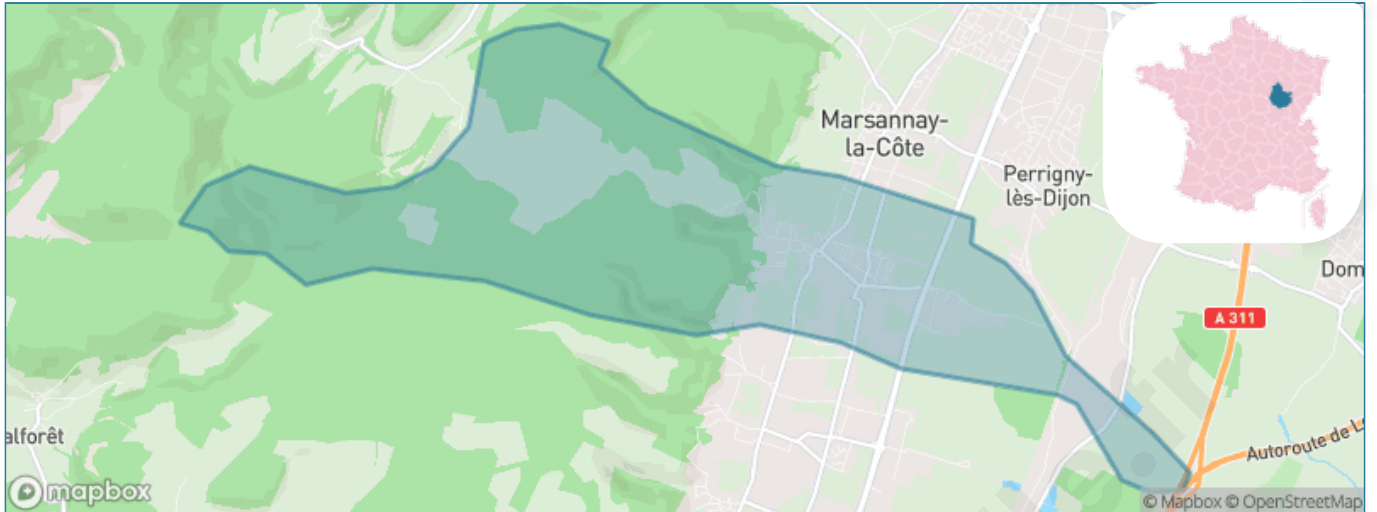 Marsannay-
la-Côte
Perrigny-
lès-Dijon
Dom
A 311
alforêt
Autoroute de L
mapbox
© Mapbox © OpenStreetMap